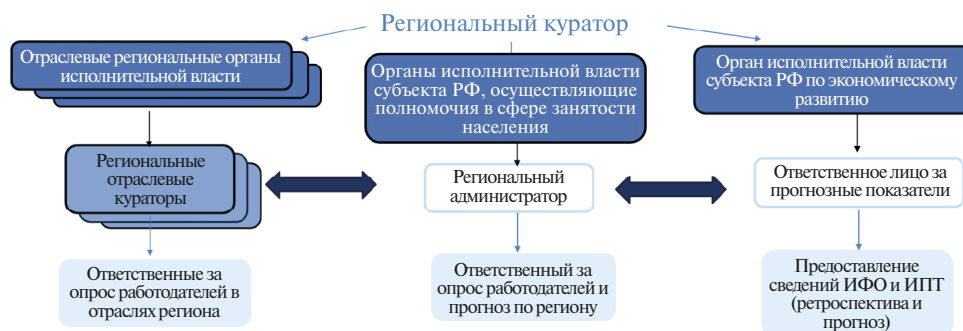 Региональный куратор
Отраслевые региональные органы
исполнительной власти
Органы исполнительной власти
субъекта РФ, осуществляющие
полномочия в сфере занятости
населения
Орган исполнительной власти
субъекта РФ по экономическому
развитию
Региональные
отраслевые
кураторы
Региональный
администратор
Ответственное лицо за
прогнозные показатели
Ответственные за
опрос работодателей в
отраслях региона
Ответственный за
опрос работодателей и
прогноз по региону
Предоставление
сведений ИФО и ИПТ
(ретроспектива и
прогноз)